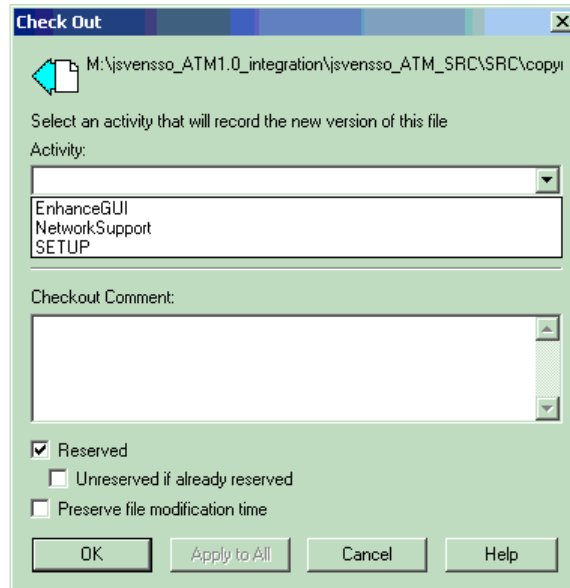 Check Out
M:\jsvensso_ATM1.0_integration\jsvensso_ATM_SRC\SRC\copyr
Select an activity that will record the new version of this file
Activity:
EnhanceGUI
NetworkSupport
SETUP
Checkout Comment:
Reserved
Unreserved if already reserved
Preserve file modification time
OK Apply to All Cancel Help